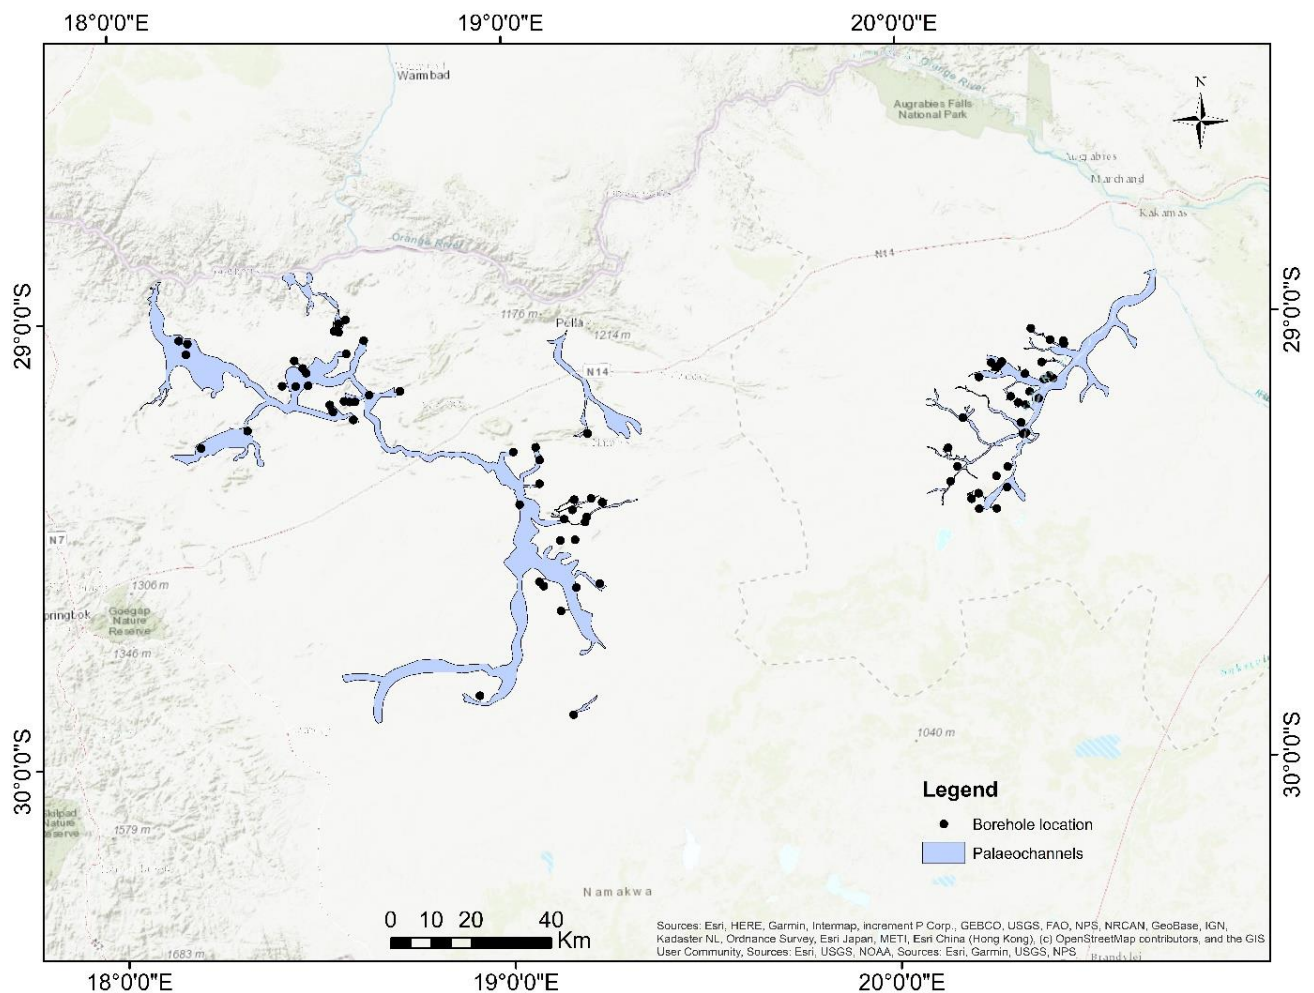 18°0'0"E
19°0'0"E
20°0'0"E
Warmbad
Orange River
Augrabies Falls
National Park
N
Augrabies
Marchand
Kakamas
Orange River
N14
29°0'0"S
29°0'0"S
1176 m
Pella
1214 m
N14
N7
1306 m
pringbok
Goegap
Nature
Reserve
1346 m
30°0'0"S
30°0'0"S
1040 m
Legend
Borehole location
Palaeochannels
Skilpad
Nature
eserve
1579 m
Namakwa
0 10 20 40
Km
1683 m
Sources: Esri, HERE, Garmin, Intermap, increment P Corp., GEBCO, USGS, FAO, NPS, NRCAN, GeoBase, IGN,
Kadaster NL, Ordnance Survey, Esri Japan, METI, Esri China (Hong Kong), (c) OpenStreetMap contributors, and the GIS
User Community, Sources: Esri, USGS, NOAA, Sources: Esri, Garmin, USGS, NPS
Brandvlei
18°0'0"E
19°0'0"E
20°0'0"E